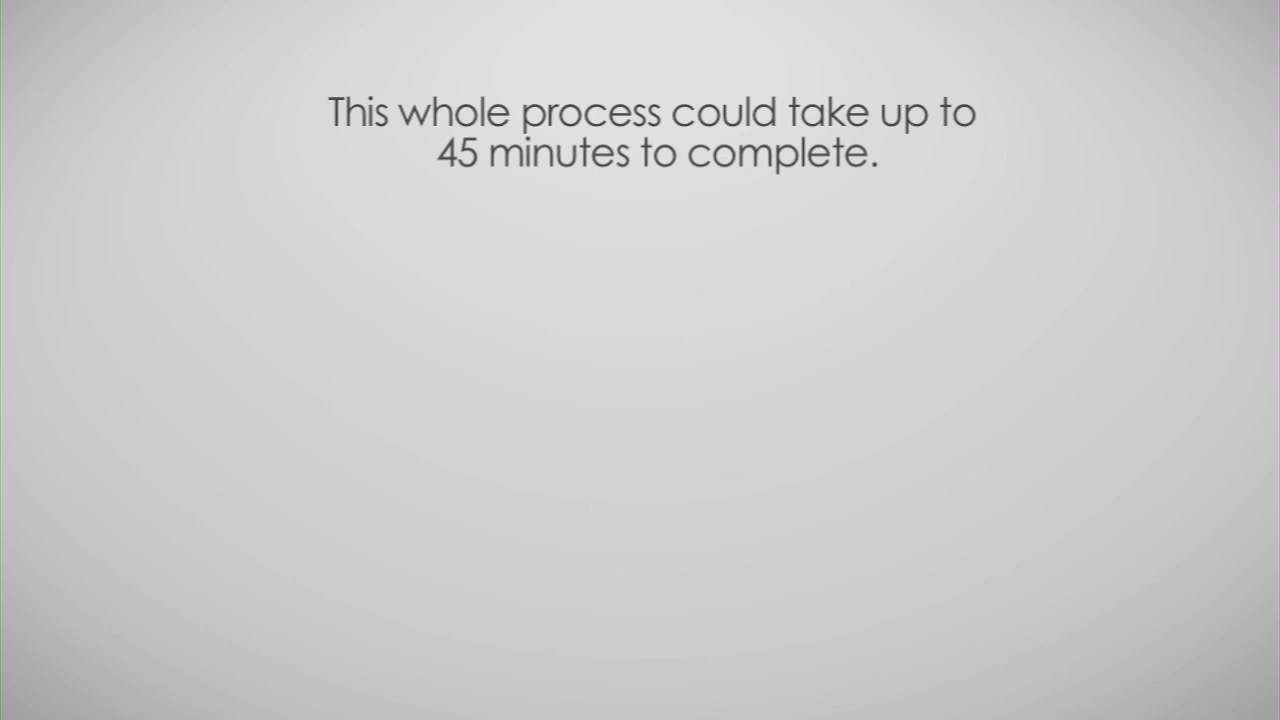 This whole process could take up to
45 minutes to complete.